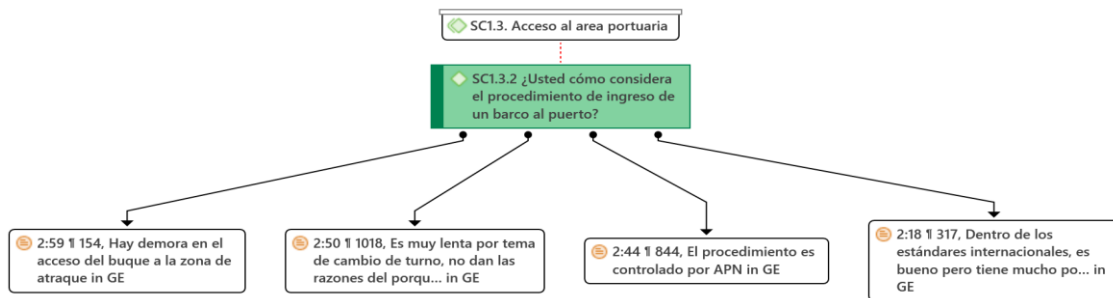 SC1.3. Acceso al area portuaria
SC1.3.2 ¿Usted cómo considera
el procedimiento de ingreso de
un barco al puerto?
2:59 ¶ 154, Hay demora en el
acceso del buque a la zona de
atraque in GE
2:50 ¶ 1018, Es muy lenta por tema
de cambio de turno, no dan las
razones del porqu... in GE
2:44 ¶ 844, El procedimiento es
controlado por APN in GE
2:18 ¶ 317, Dentro de los
estándares internacionales, es
bueno pero tiene mucho po... in
GE